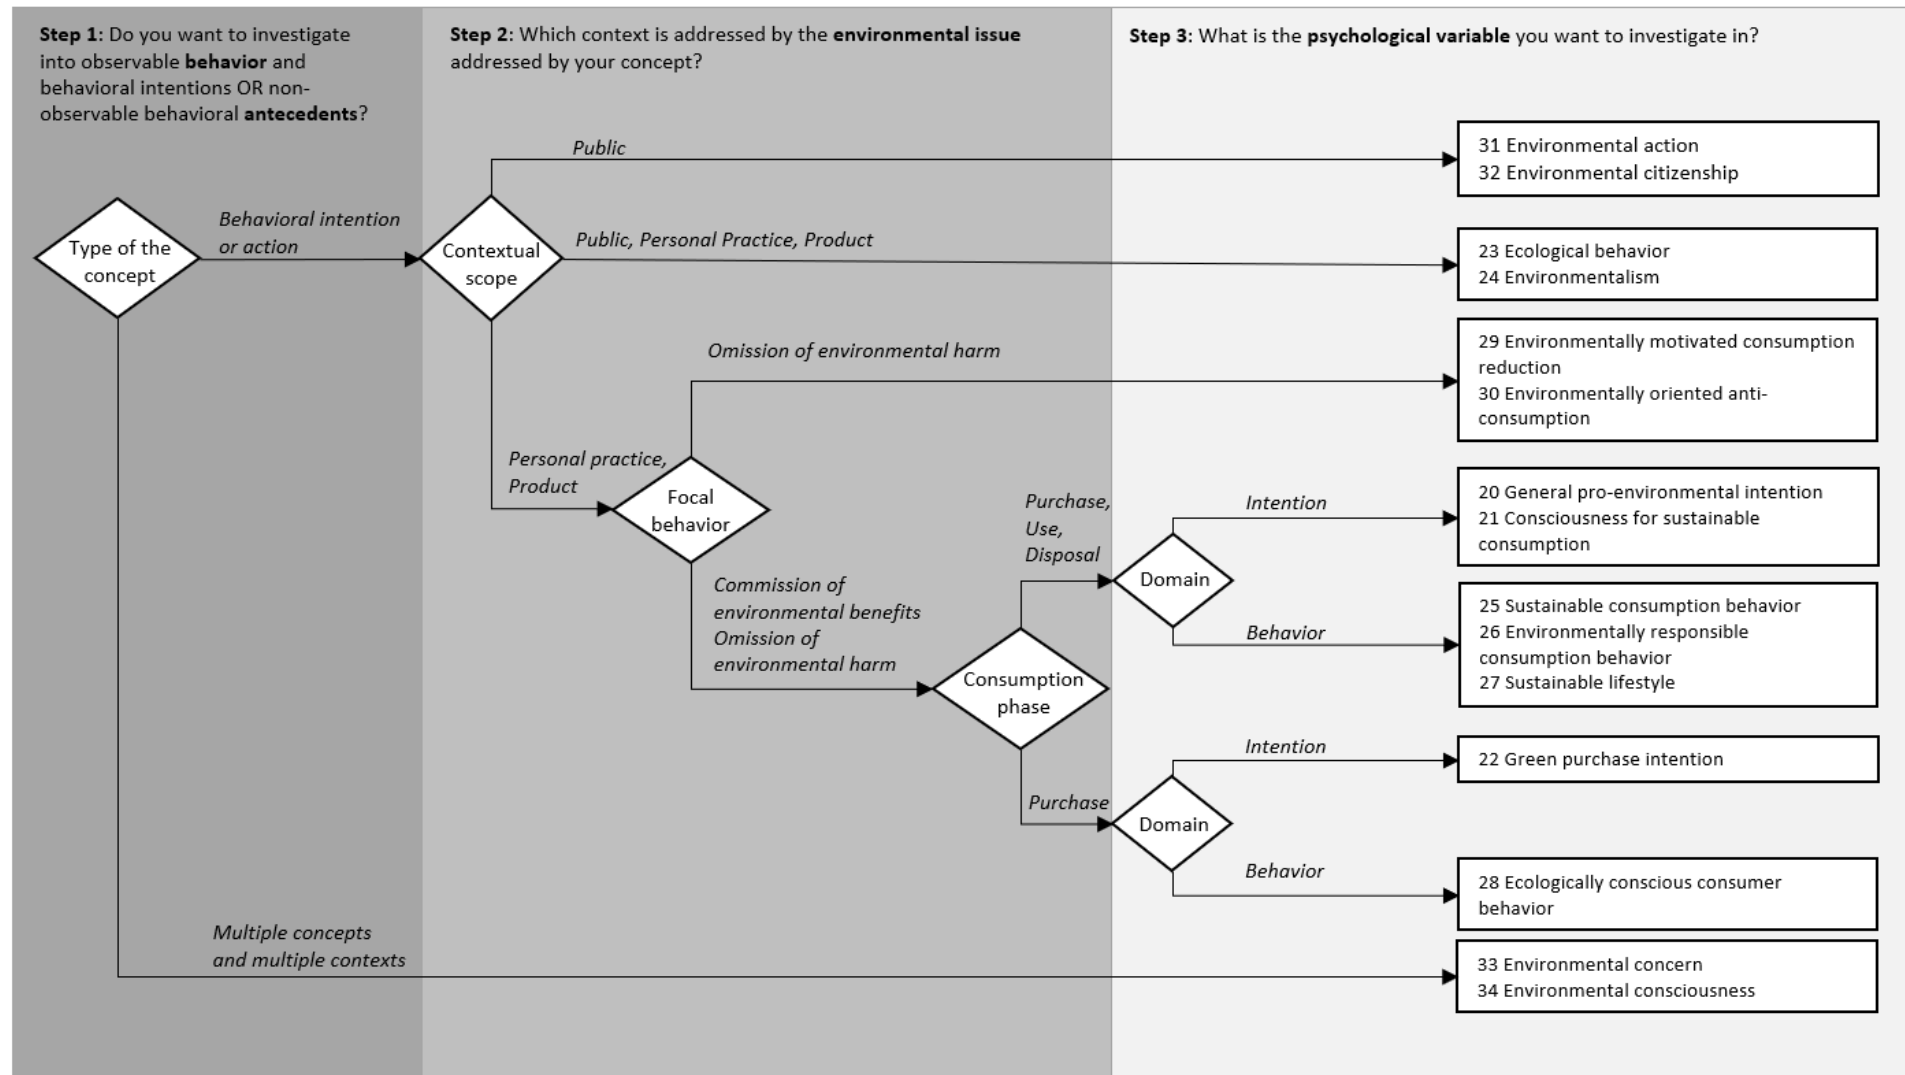 Step 1: Do you want to investigate
into observable behavior and
behavioral intentions OR non-
observable behavioral antecedents?
Step 2: Which context is addressed by the environmental issue
addressed by your concept?
Step 3: What is the psychological variable you want to investigate in?
Type of the
concept
Behavioral intention
or action
Contextual
scope
Public
31 Environmental action
32 Environmental citizenship
Public, Personal Practice, Product
23 Ecological behavior
24 Environmentalism
Personal practice,
Product
Focal
behavior
Omission of environmental harm
29 Environmentally motivated consumption
reduction
30 Environmentally oriented anti-
consumption
Commission of
environmental benefits
Omission of
environmental harm
Consumption
phase
Purchase,
Use,
Disposal
Domain
Intention
20 General pro-environmental intention
21 Consciousness for sustainable
consumption
Behavior
25 Sustainable consumption behavior
26 Environmentally responsible
consumption behavior
27 Sustainable lifestyle
Purchase
Domain
Intention
22 Green purchase intention
Behavior
28 Ecologically conscious consumer
behavior
Multiple concepts
and multiple contexts
33 Environmental concern
34 Environmental consciousness